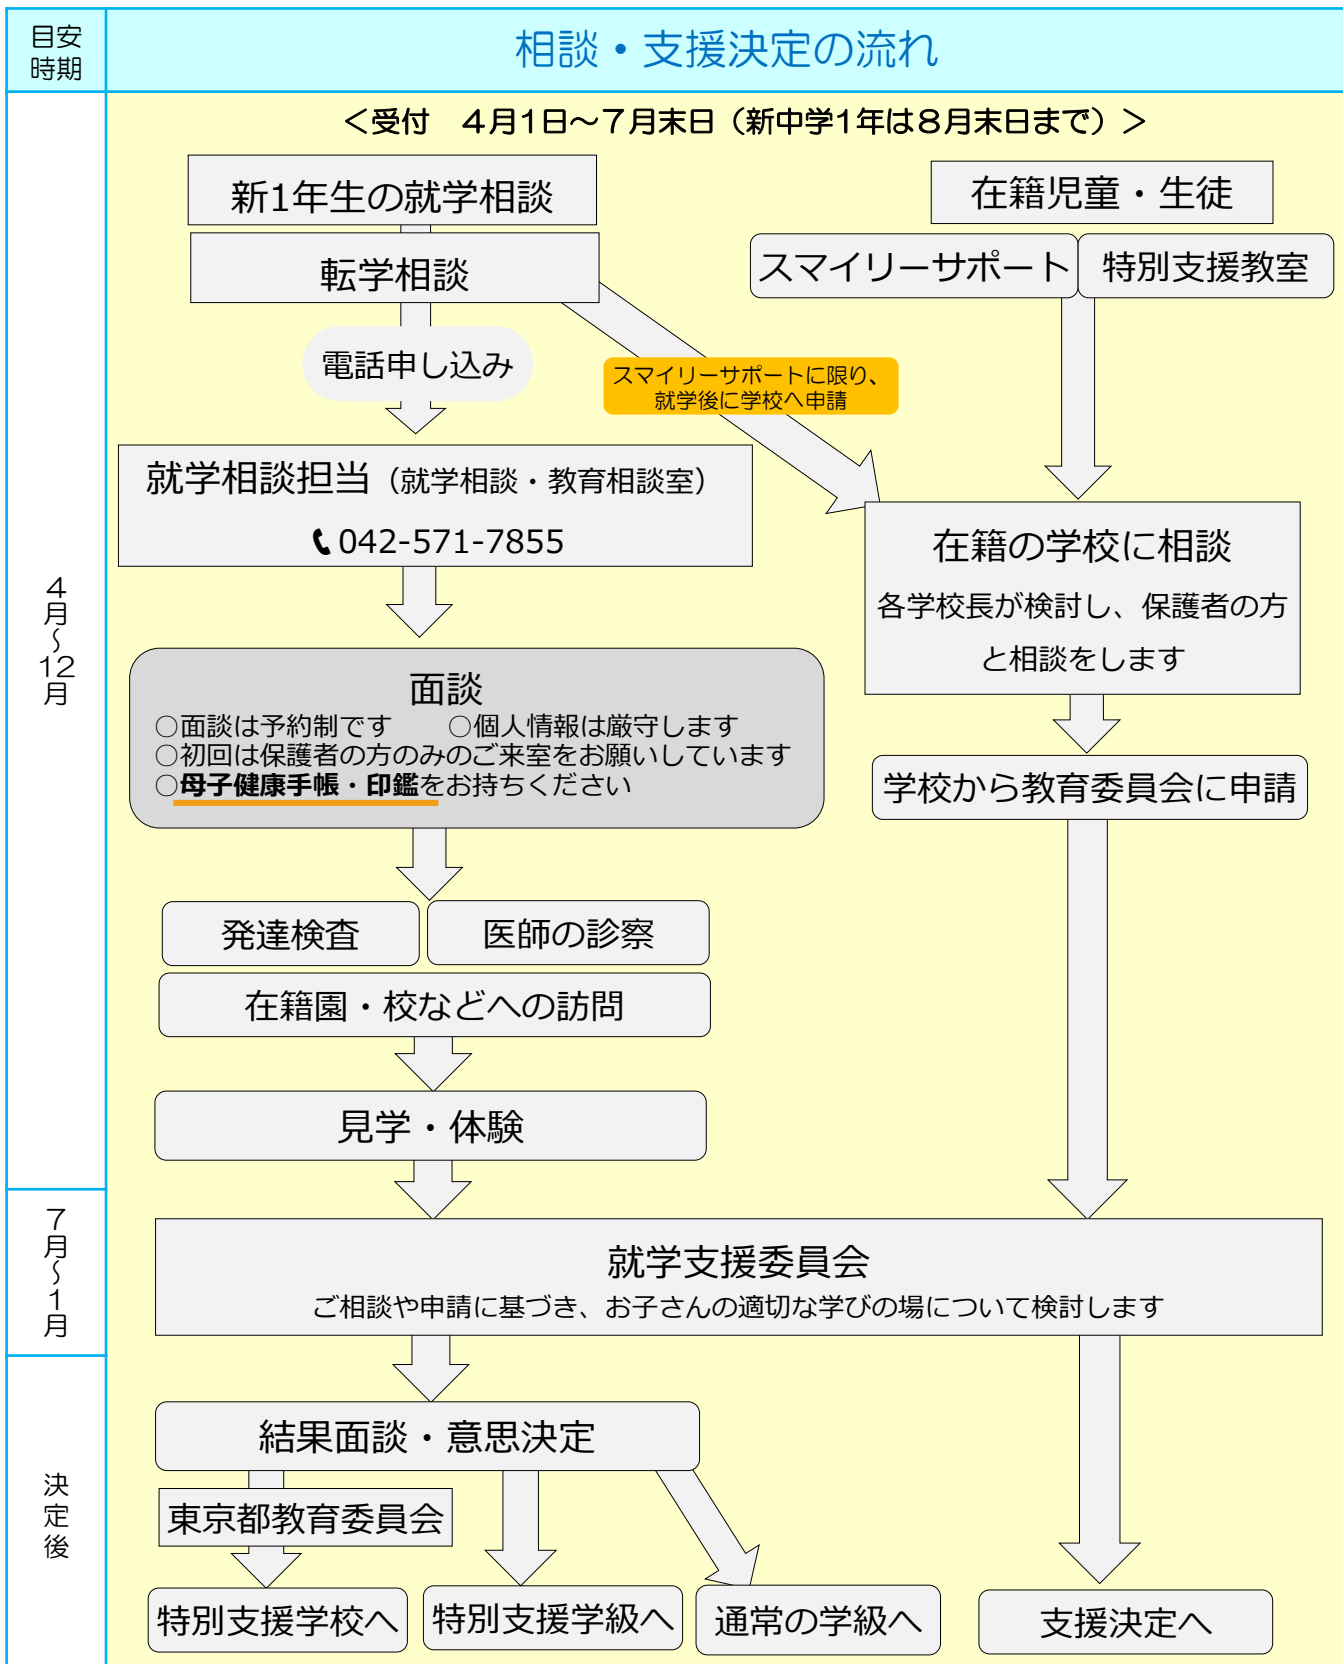 目安
時期
相談・支援決定の流れ
＜受付　４月１日～７月末日（新中学１年は８月末日まで）＞
新1年生の就学相談
転学相談
電話申し込み
在籍児童・生徒
スマイリーサポート
特別支援教室
スマイリーサポートに限り、
就学後に学校へ申請
就学相談担当（就学相談・教育相談室）
042-571-7855
在籍の学校に相談
各学校長が検討し、保護者の方
と相談をします
4月～12月
面談
○面談は予約制です　　○個人情報は厳守します
○初回は保護者の方のみのご来室をお願いしています
○母子健康手帳・印鑑をお持ちください
学校から教育委員会に申請
発達検査
医師の診察
在籍園・校などへの訪問
見学・体験
7月～1月
就学支援委員会
ご相談や申請に基づき、お子さんの適切な学びの場について検討します
決定後
結果面談・意思決定
東京都教育委員会
特別支援学校へ
特別支援学級へ
通常の学級へ
支援決定へ